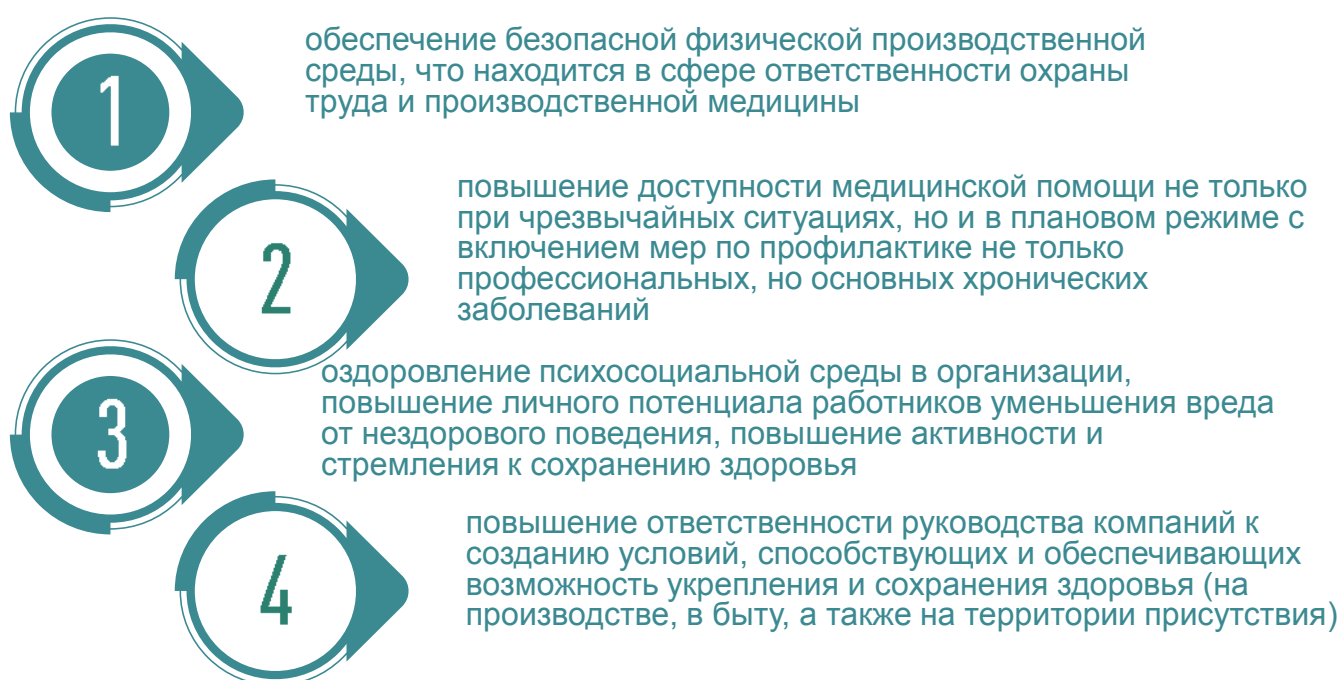 1
обеспечение безопасной физической производственной
среды, что находится в сфере ответственности охраны
труда и производственной медицины
2
повышение доступности медицинской помощи не только
при чрезвычайных ситуациях, но и в плановом режиме с
включением мер по профилактике не только
профессиональных, но основных хронических
заболеваний
3
оздоровление психосоциальной среды в организации,
повышение личного потенциала работников уменьшения вреда
от нездорового поведения, повышение активности и
стремления к сохранению здоровья
4
повышение ответственности руководства компаний к
созданию условий, способствующих и обеспечивающих
возможность укрепления и сохранения здоровья (на
производстве, в быту, а также на территории присутствия)